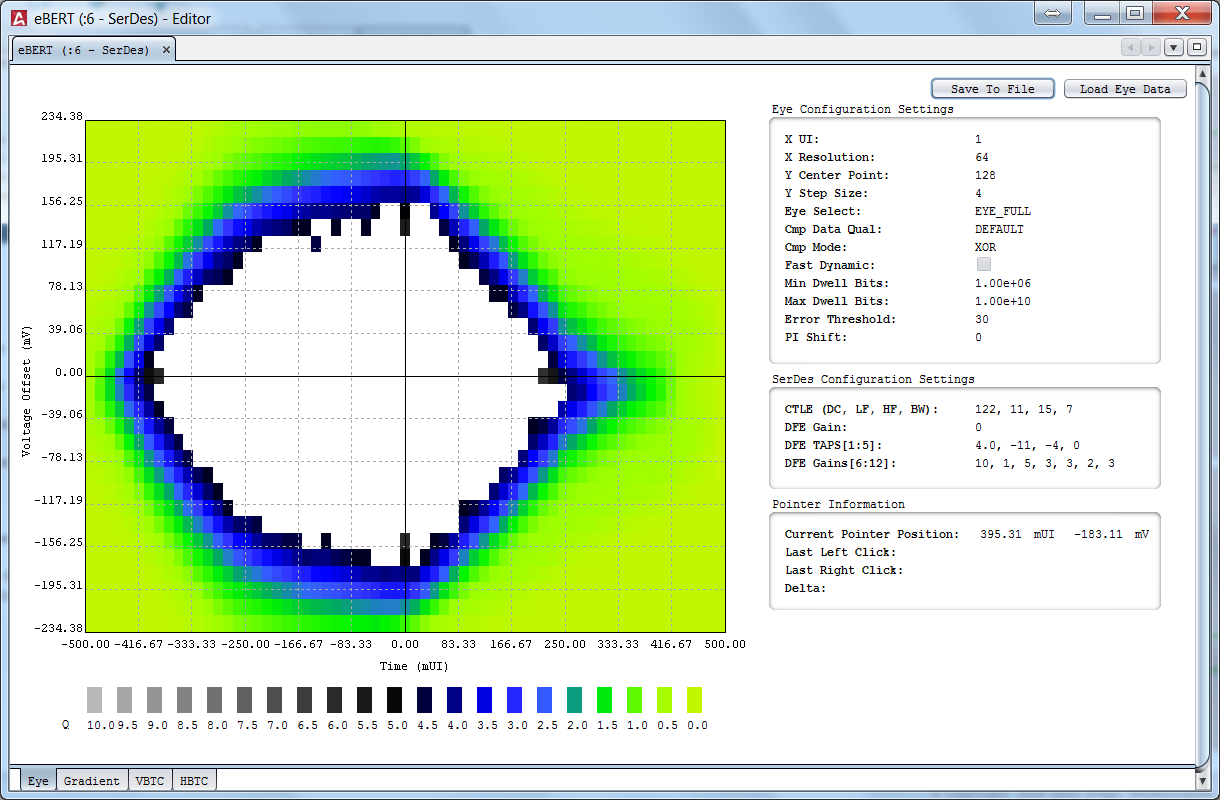 eBERT (:6 - SerDes) - Editor
eBERT (:6 - SerDes)
Save To File Load Eye Data
Eye Configuration Settings
X UI: 1
X Resolution: 64
Y Center Point: 128
Y Step Size: 4
Eye Select: EYE_FULL
Cmp Data Qual: DEFAULT
Cmp Mode: XOR
Fast Dynamic:
Min Dwell Bits: 1.00e+06
Max Dwell Bits: 1.00e+10
Error Threshold: 30
PI Shift: 0
SerDes Configuration Settings
CTLE (DC, LF, HF, BW): 122, 11, 15, 7
DFE Gain: 0
DFE TAPS[1:5]: 4.0, -11, -4, 0
DFE Gains[6:12]: 10, 1, 5, 3, 3, 2, 3
Pointer Information
Current Pointer Position: 395.31 mUI -183.11 mV
Last Left Click:
Last Right Click:
Delta:
Voltage Offset (mV)
234.38
195.31
156.25
117.19
78.13
39.06
0.00
-39.06
-78.13
-117.19
-156.25
-195.31
-234.38
-500.00 -416.67 -333.33 -250.00 -166.67 -83.33 0.00 83.33 166.67 250.00 333.33 416.67 500.00
Time (mUI)
Q 10.0 9.5 9.0 8.5 8.0 7.5 7.0 6.5 6.0 5.5 5.0 4.5 4.0 3.5 3.0 2.5 2.0 1.5 1.0 0.5 0.0
Eye Gradient VBTC HBTC